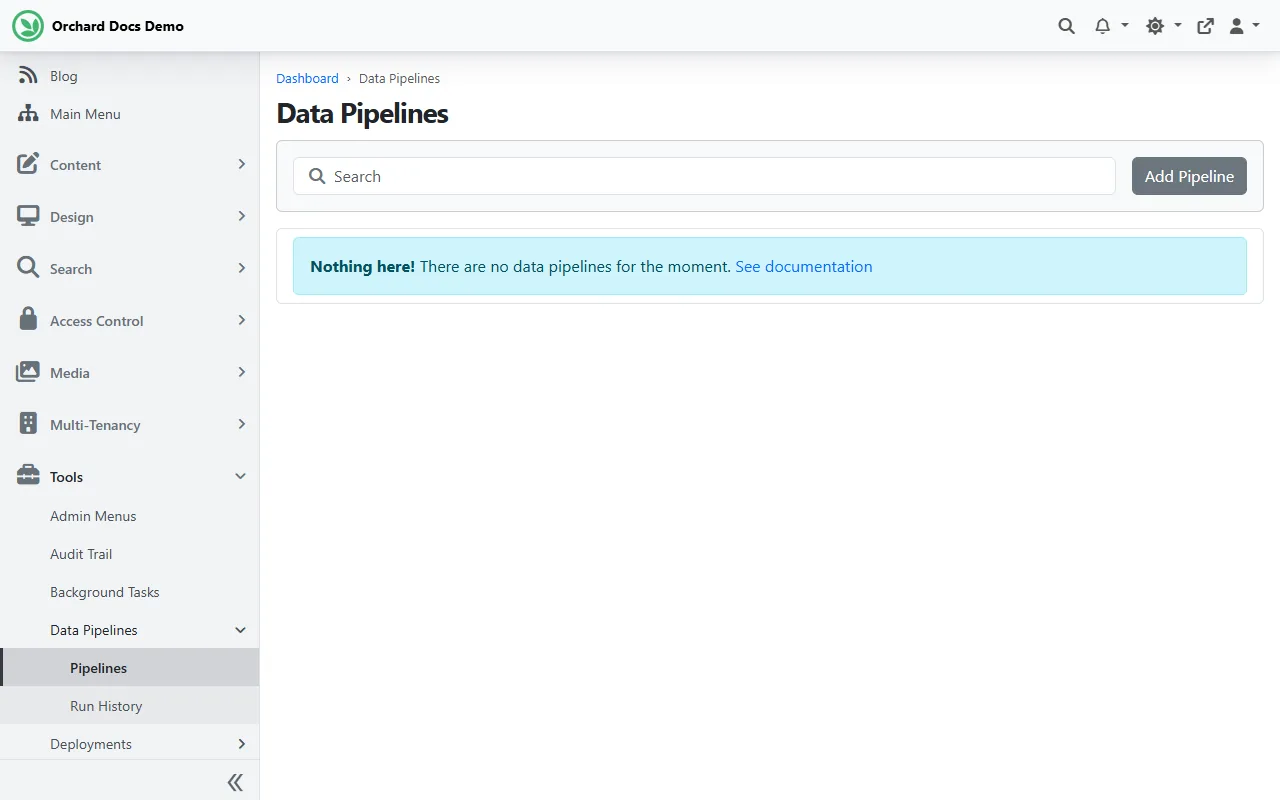 Orchard Docs Demo
Blog
Main Menu
Content
Design
Search
Access Control
Media
Multi-Tenancy
Tools
Admin Menus
Audit Trail
Background Tasks
Data Pipelines
Pipelines
Run History
Deployments
Dashboard › Data Pipelines
Data Pipelines
Search
Add Pipeline
Nothing here! There are no data pipelines for the moment. See documentation